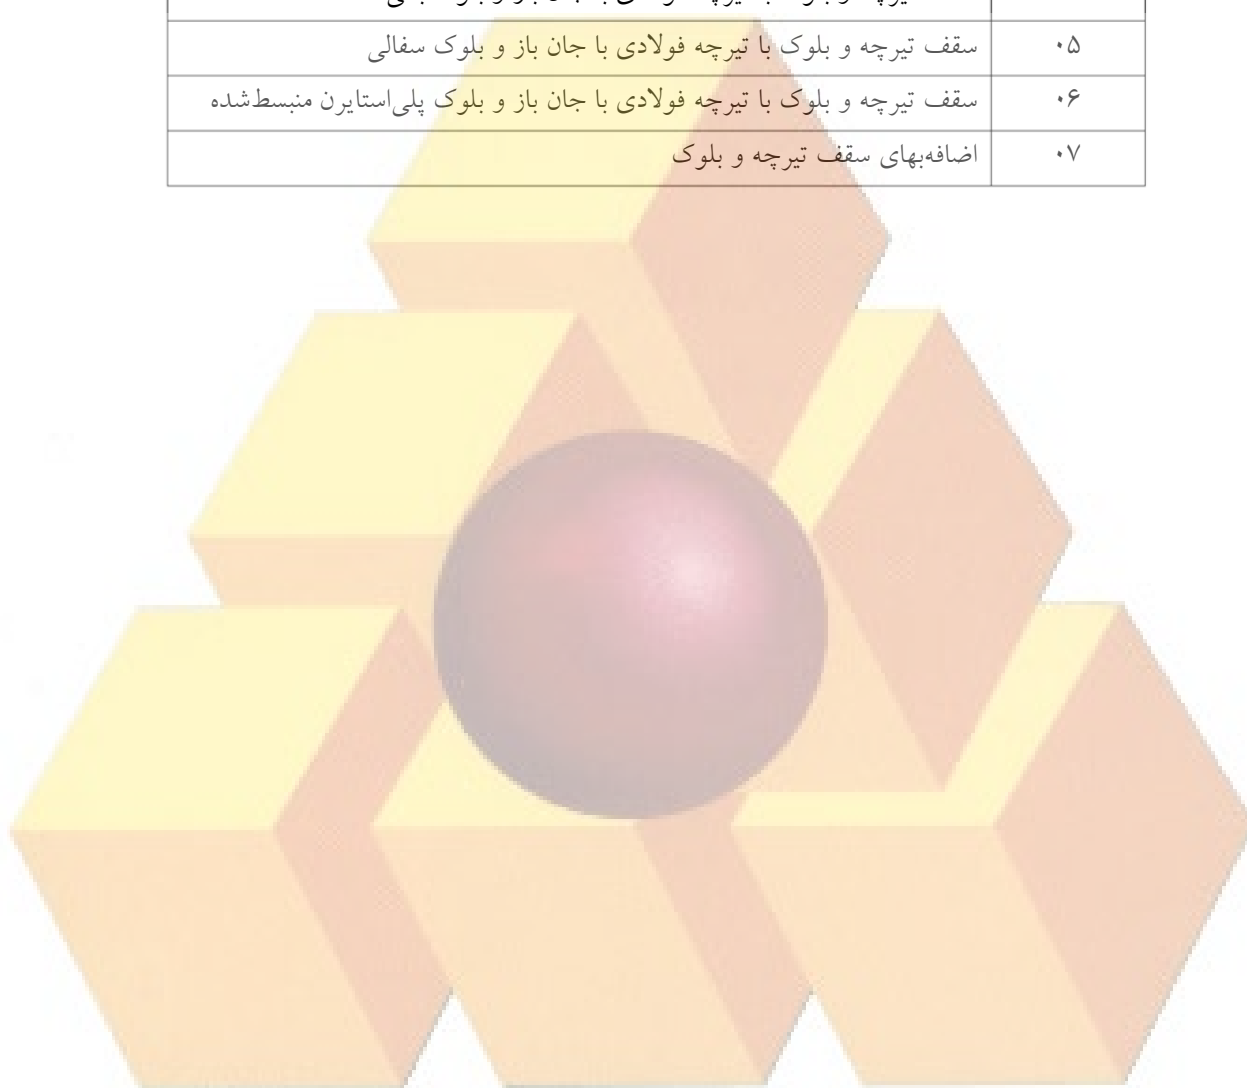 ۰۵ سقف تیرچه و بلوک با تیرچه فولادی با جان باز و بلوک سفالی
۰۶ سقف تیرچه و بلوک با تیرچه فولادی با جان باز و بلوک پلی‌استایرن منبسط‌شده
۰۷ اضافه‌بهای سقف تیرچه و بلوک